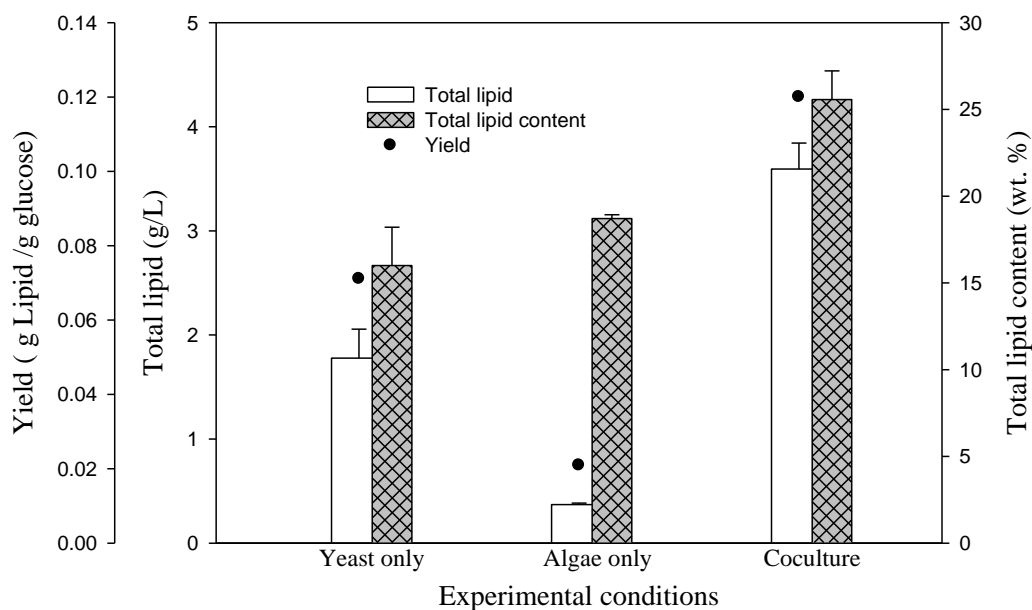 Yield ( g Lipid /g glucose)
0.14
0.12
0.10
0.08
0.06
0.04
0.02
0.00
Total lipid (g/L)
5
4
3
2
1
0
Total lipid
Total lipid content
Yield
30
25
20
15
10
5
0
Total lipid content (wt. %)
Yeast only
Algae only
Coculture
Experimental conditions